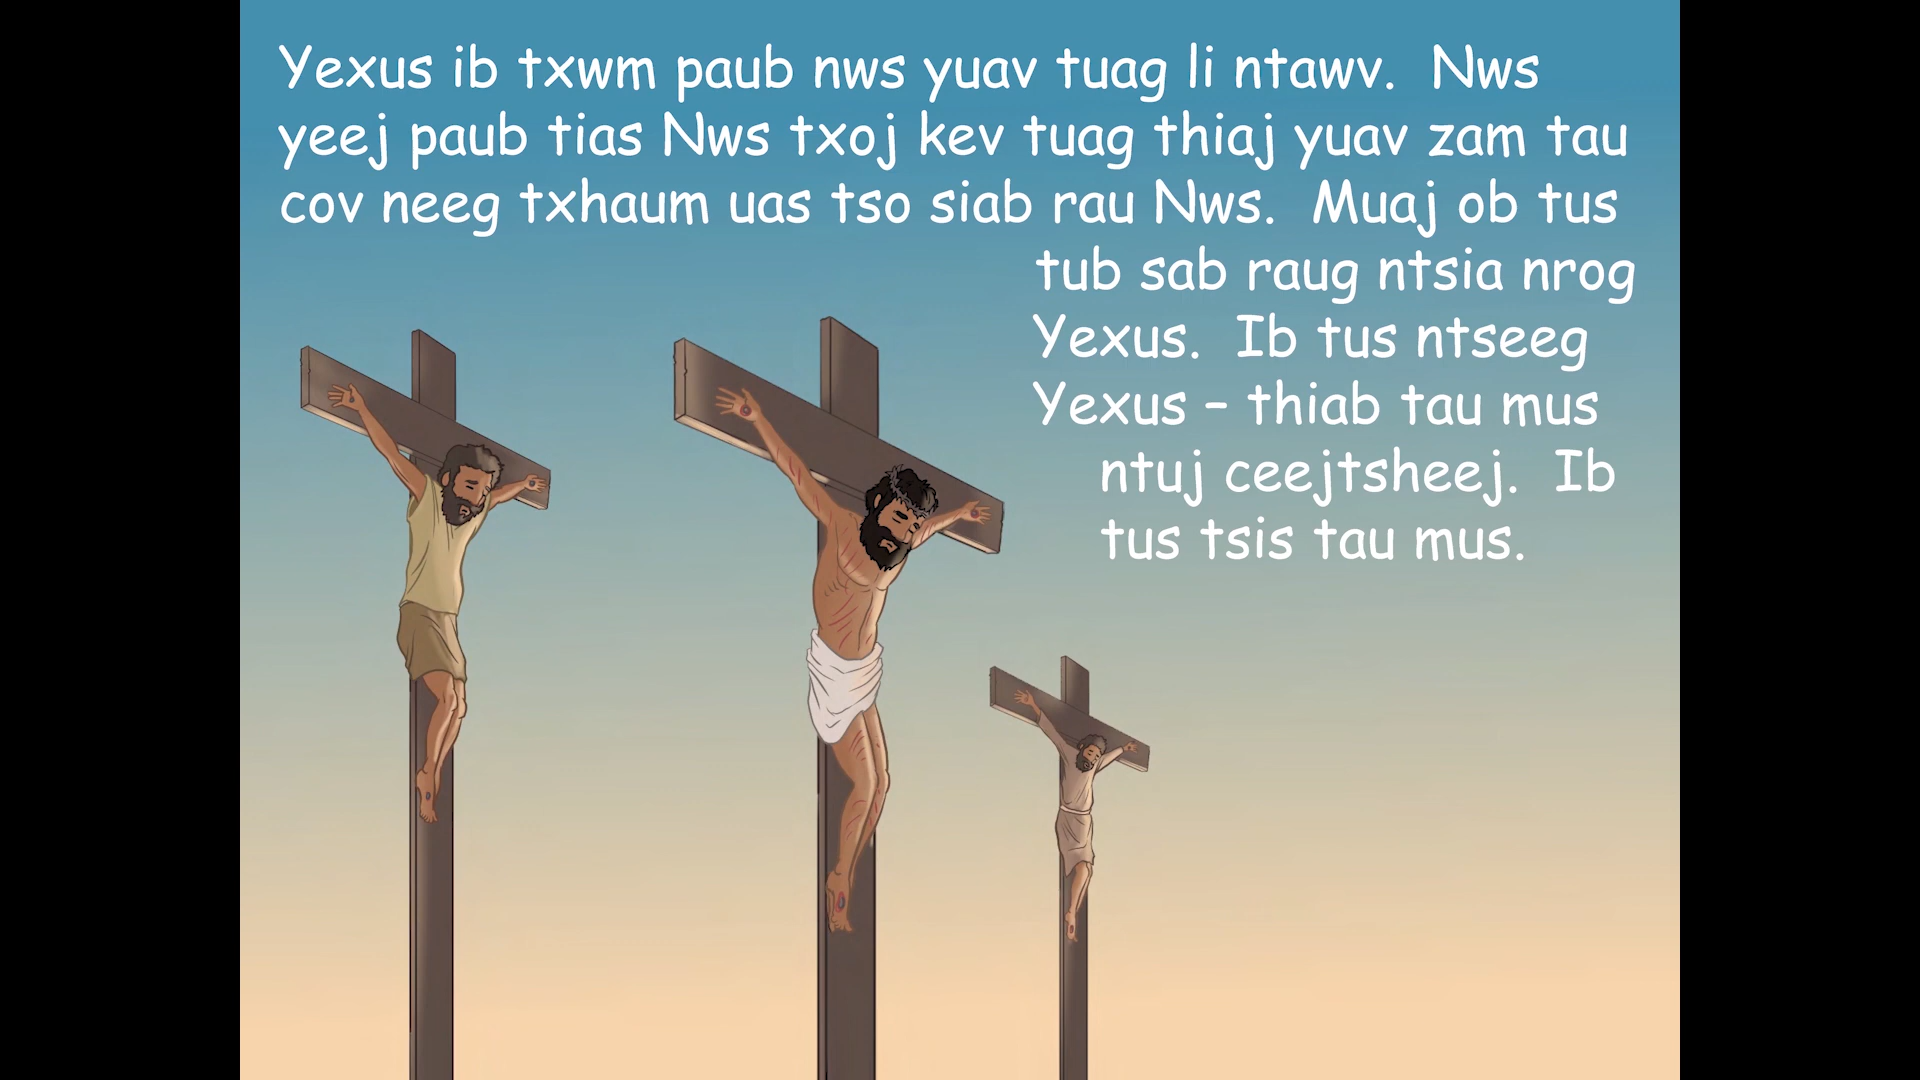 Yexus ib txwm paub nws yuav tuag li ntawv. Nws
yeej paub tias Nws txoj kev tuag thiaj yuav zam tau
cov neeg txhaum uas tso siab rau Nws. Muaj ob tus
tub sab raug ntsia nrog
Yexus. Ib tus ntseeg
Yexus – thiab tau mus
ntuj ceejtsheej. Ib
tus tsis tau mus.